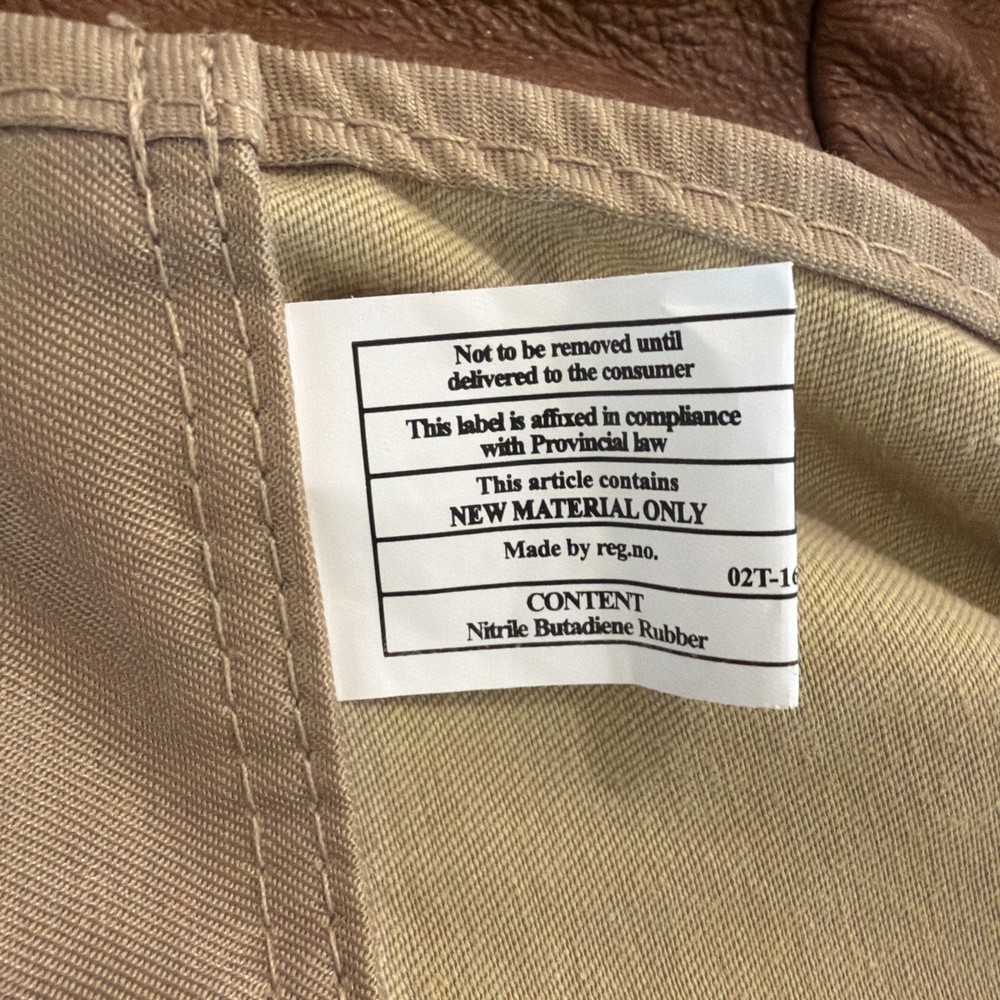 Not to be removed until
delivered to the consumer
This label is affixed in compliance
with Provincial law
This article contains
NEW MATERIAL ONLY
Made by reg.no.
02T-16
CONTENT
Nitrile Butadiene Rubber